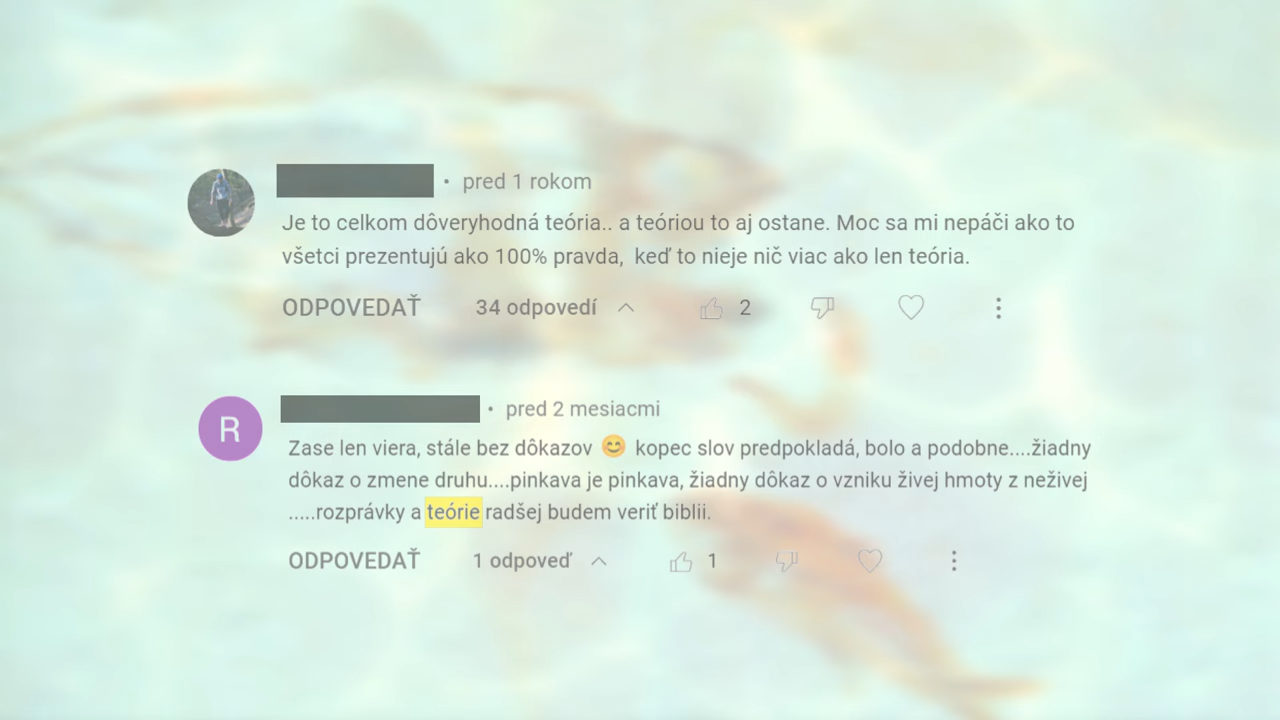 • pred 1 rokom
Je to celkom dôveryhodná teória.. a teóriou to aj ostane. Moc sa mi nepáči ako to
všetci prezentujú ako 100% pravda, keď to nieje nič viac ako len teória.
ODPOVEDAŤ 34 odpovedí 2
R
• pred 2 mesiacmi
Zase len viera, stále bez dôkazov 😊 kopec slov predpokladá, bolo a podobne....žiadny
dôkaz o zmene druhu....pinkava je pinkava, žiadny dôkaz o vzniku živej hmoty z neživej
.....rozprávky a teórie radšej budem veriť biblii.
ODPOVEDAŤ 1 odpoveď 1